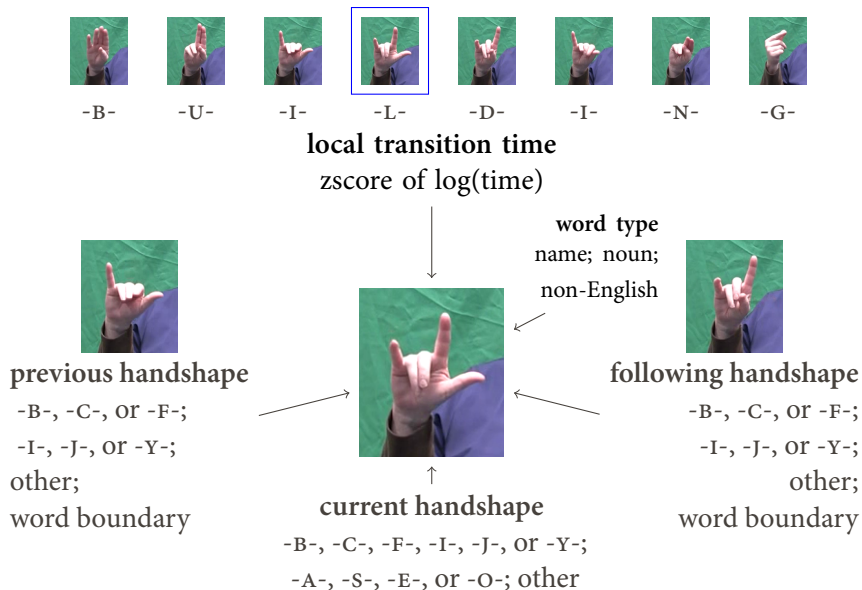 -B- -U- -I- -L- -D- -I- -N- -G-
local transition time
zscore of log(time)
word type
name; noun;
non-English
previous handshape
-B-, -C-, or -F-;
-I-, -J-, or -Y-;
other;
word boundary
following handshape
-B-, -C-, or -F-;
-I-, -J-, or -Y-;
other;
word boundary
current handshape
-B-, -C-, -F-, -I-, -J-, or -Y-;
-A-, -S-, -E-, or -O-; other